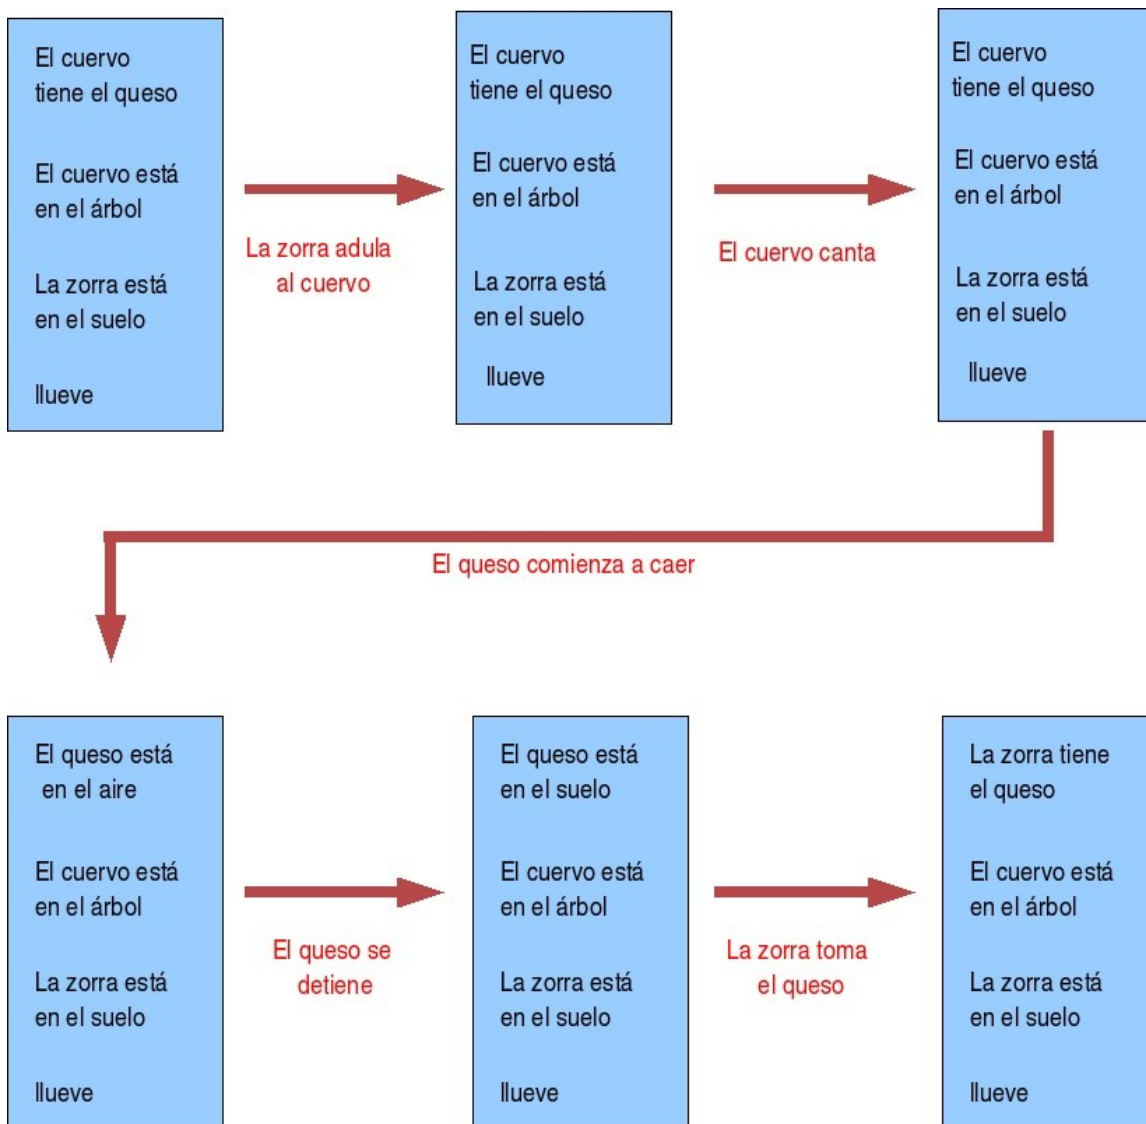 El cuervo
tiene el queso
El cuervo está
en el árbol
La zorra está
en el suelo
llueve
La zorra adula
al cuervo
El cuervo
tiene el queso
El cuervo está
en el árbol
La zorra está
en el suelo
llueve
El cuervo canta
El cuervo
tiene el queso
El cuervo está
en el árbol
La zorra está
en el suelo
llueve
El queso comienza a caer
El queso está
en el aire
El cuervo está
en el árbol
La zorra está
en el suelo
llueve
El queso se
detiene
El queso está
en el suelo
El cuervo está
en el árbol
La zorra está
en el suelo
llueve
La zorra toma
el queso
La zorra tiene
el queso
El cuervo está
en el árbol
La zorra está
en el suelo
llueve